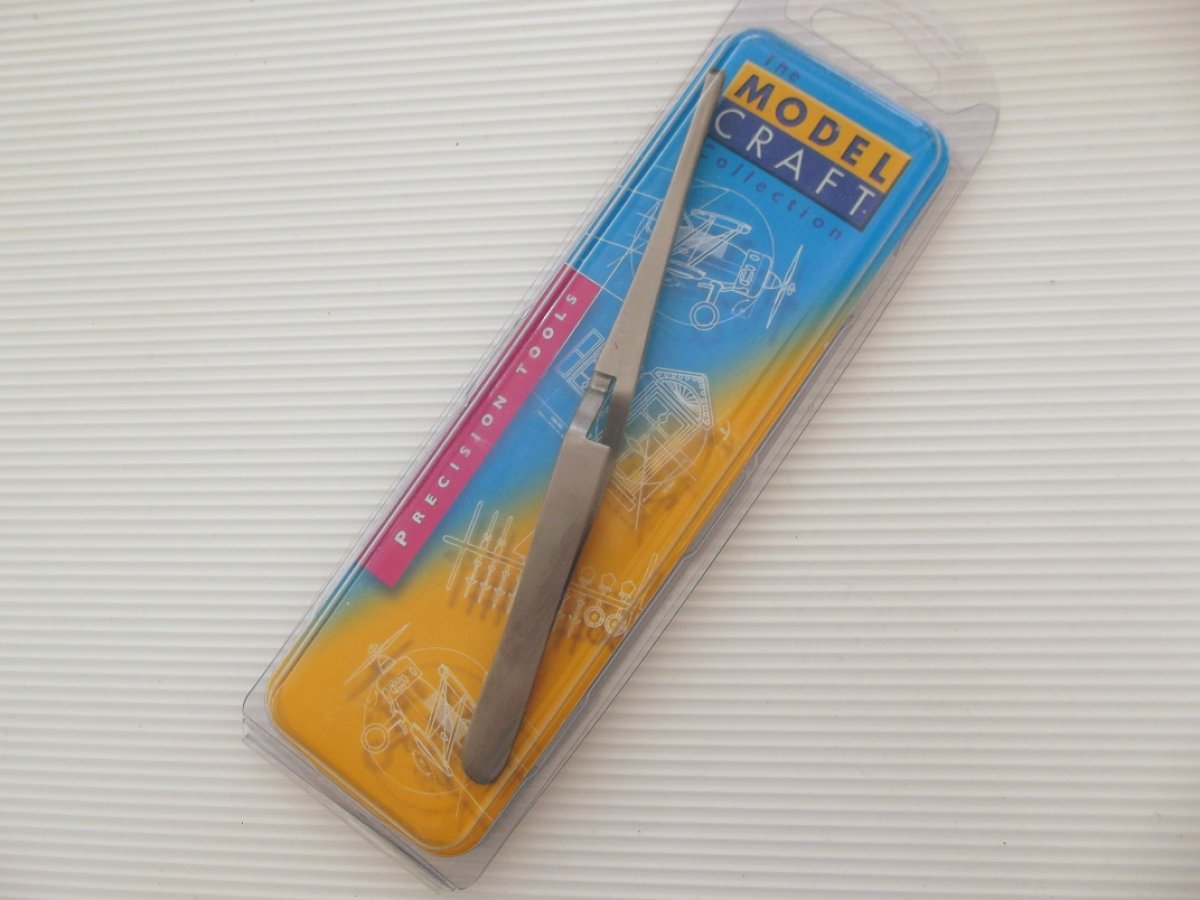 The
MODEL
CRAFT
Collection
PRECISION TOOLS